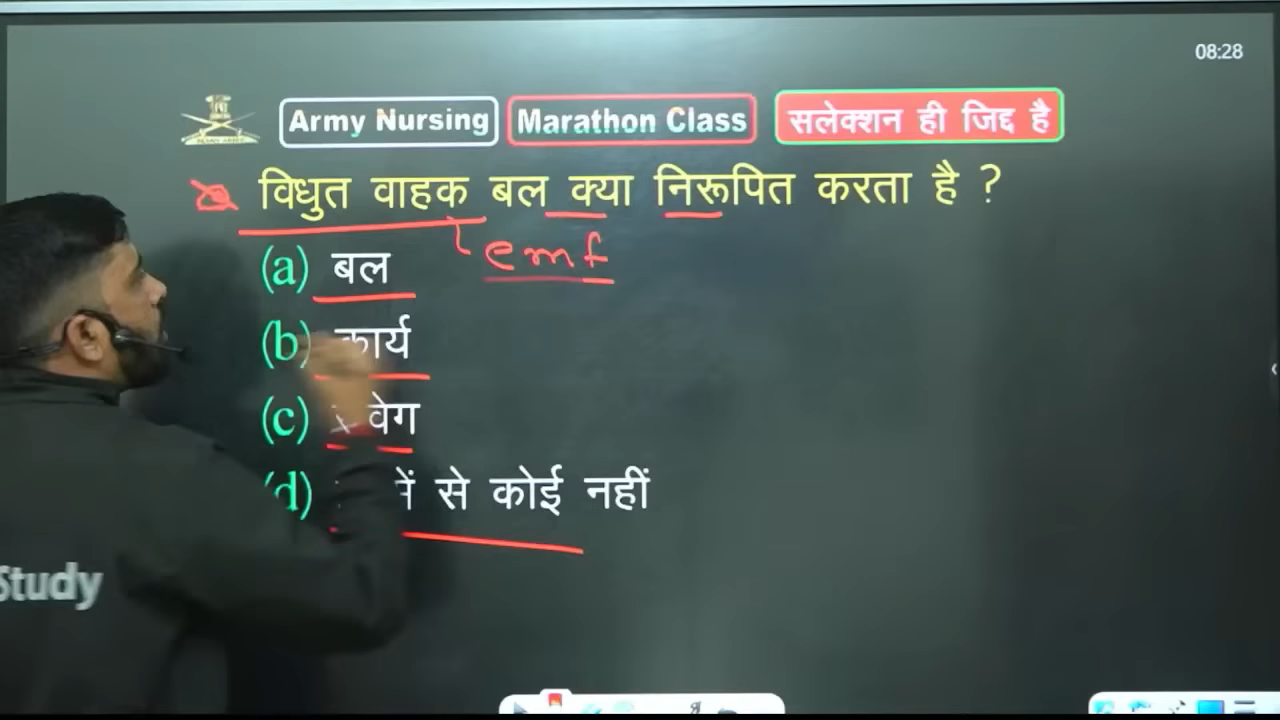 08:28
Army Nursing Marathon Class सलेक्शन ही जिद्द है
विधुत वाहक बल क्या निरूपित करता है ?
emf
(a) बल
(b) कार्य
(c) वेग
(d) में से कोई नहीं
Study